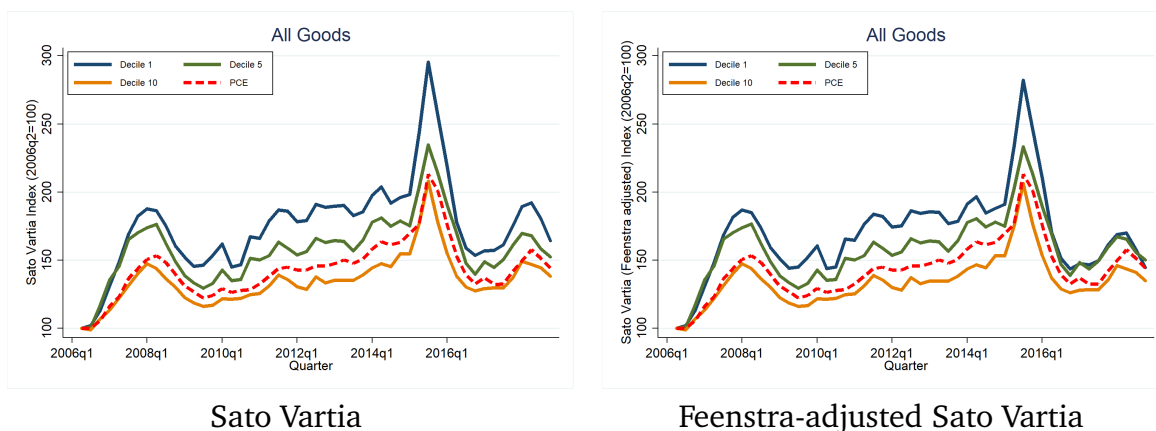 All Goods
Sato Vartia Index (2006q2=100)
300
250
200
150
100
Decile 1
Decile 5
Decile 10
PCE
2006q1 2008q1 2010q1 2012q1 2014q1 2016q1
Quarter
Sato Vartia
All Goods
Sato Vartia (Feenstra adjusted) Index (2006q2=100)
300
250
200
150
100
Decile 1
Decile 5
Decile 10
PCE
2006q1 2008q1 2010q1 2012q1 2014q1 2016q1
Quarter
Feenstra-adjusted Sato Vartia